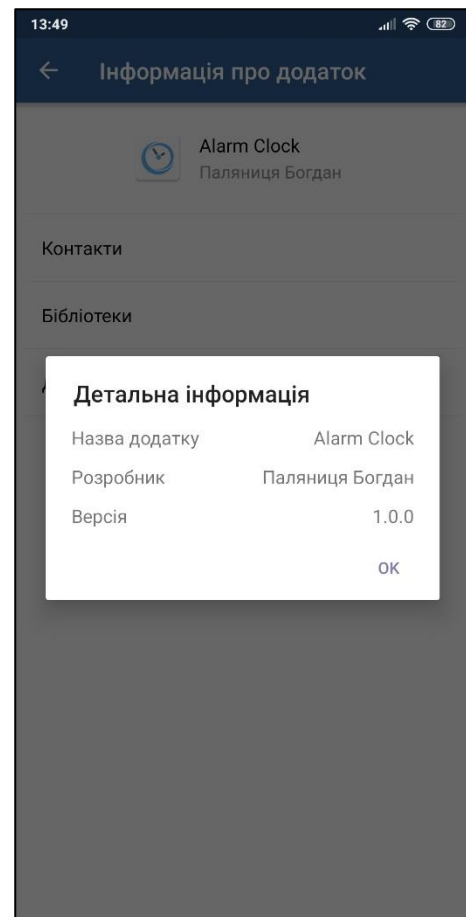 13:49 82
Інформація про додаток
Alarm Clock
Паляниця Богдан
Контакти
Бібліотеки
Детальна інформація
Назва додатку Alarm Clock
Розробник Паляниця Богдан
Версія 1.0.0
OK